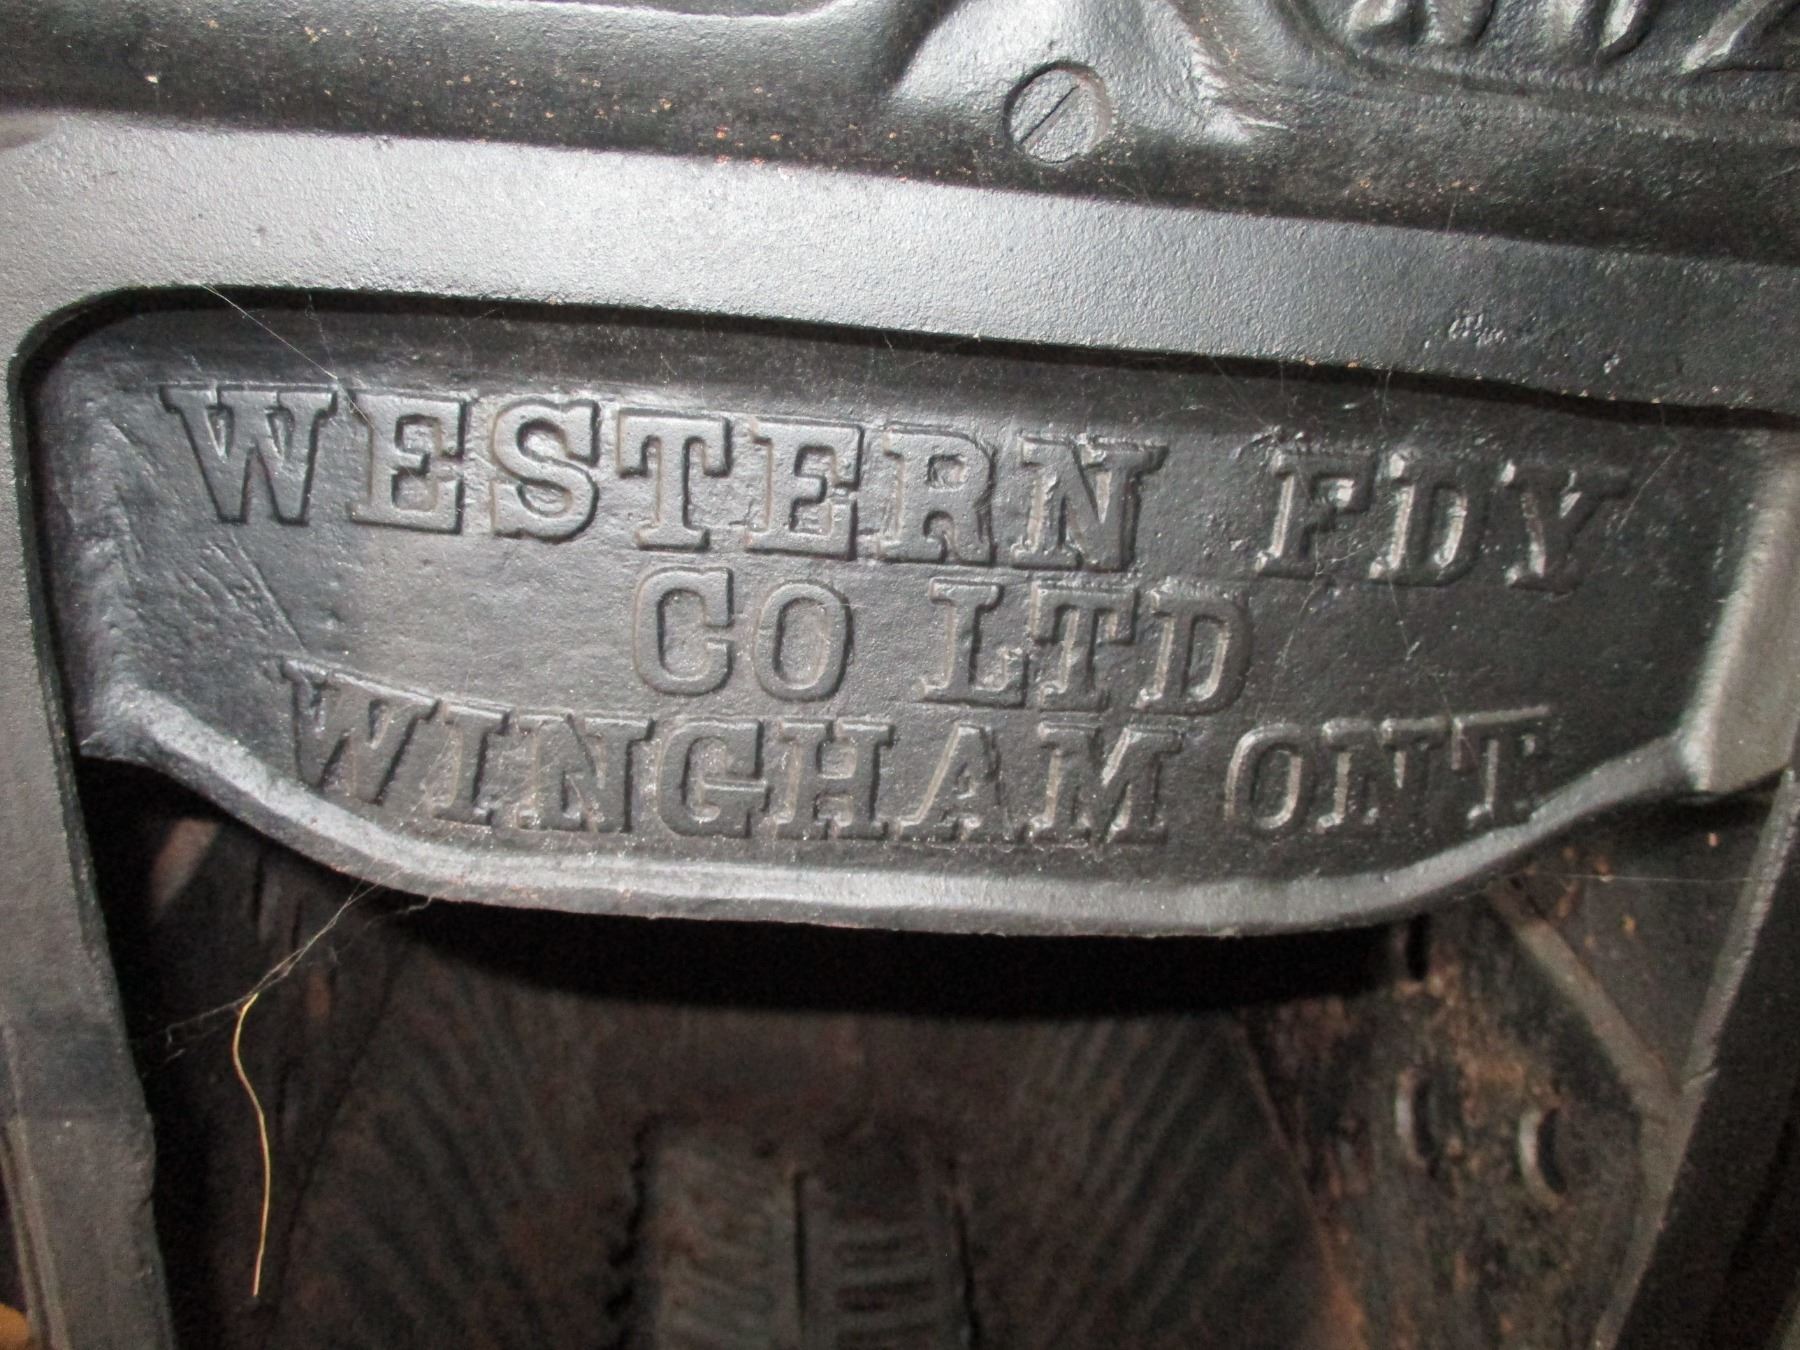 WESTERN FDY
CO LTD
WINGHAM ONT